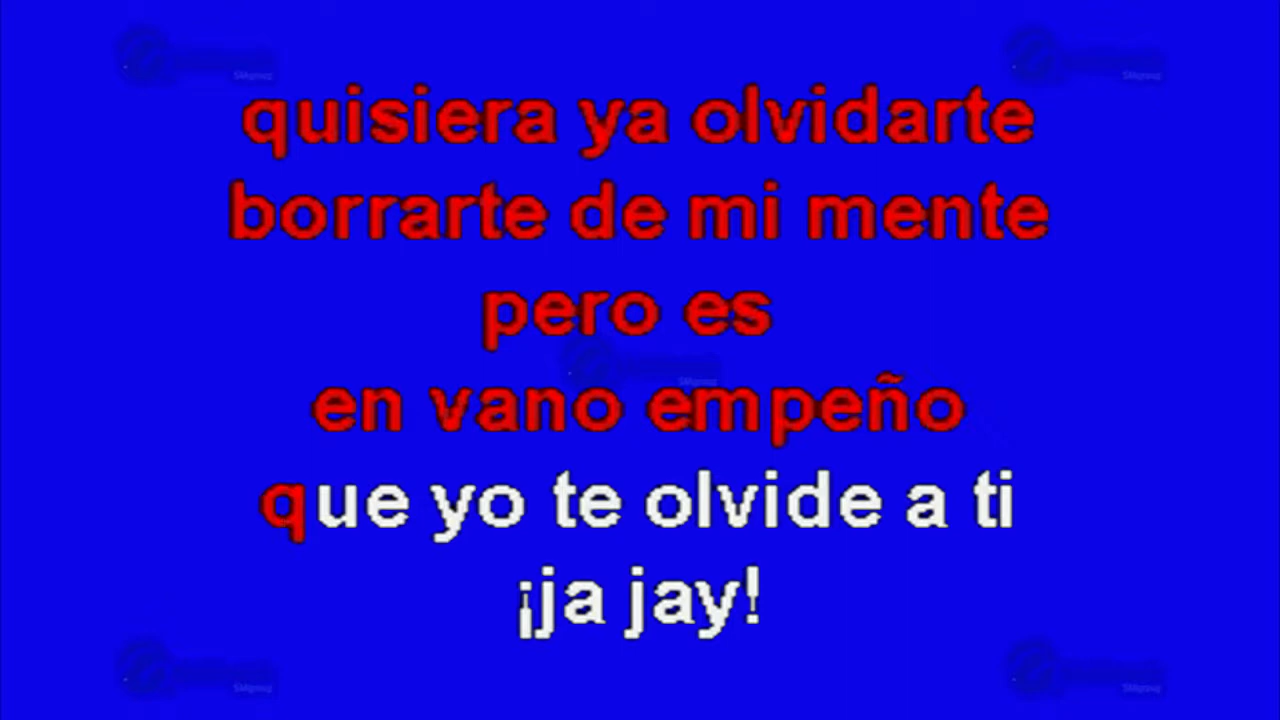 quisiera ya olvidarte
borrarte de mi mente
pero es
en vano empeño
que yo te olvide a ti
¡ja jay!